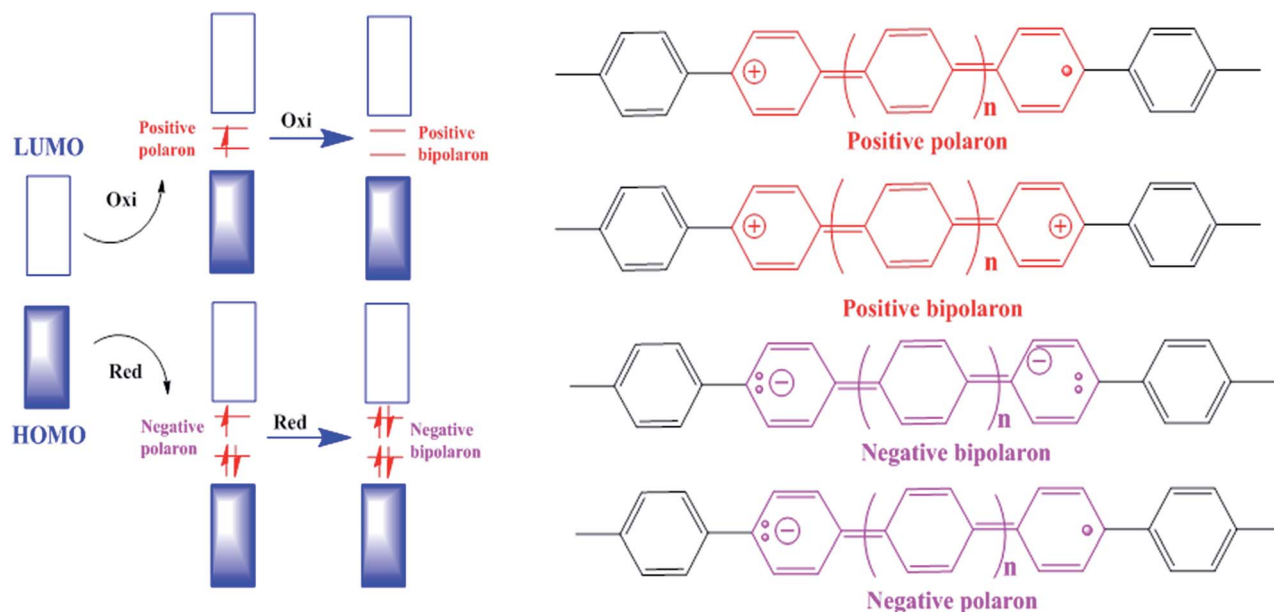 LUMO
HOMO
Oxi
Red
Positive
polaron
Oxi
Positive
bipolaron
Negative
polaron
Red
Negative
bipolaron
n
Positive polaron
n
Positive bipolaron
n
Negative bipolaron
n
Negative polaron